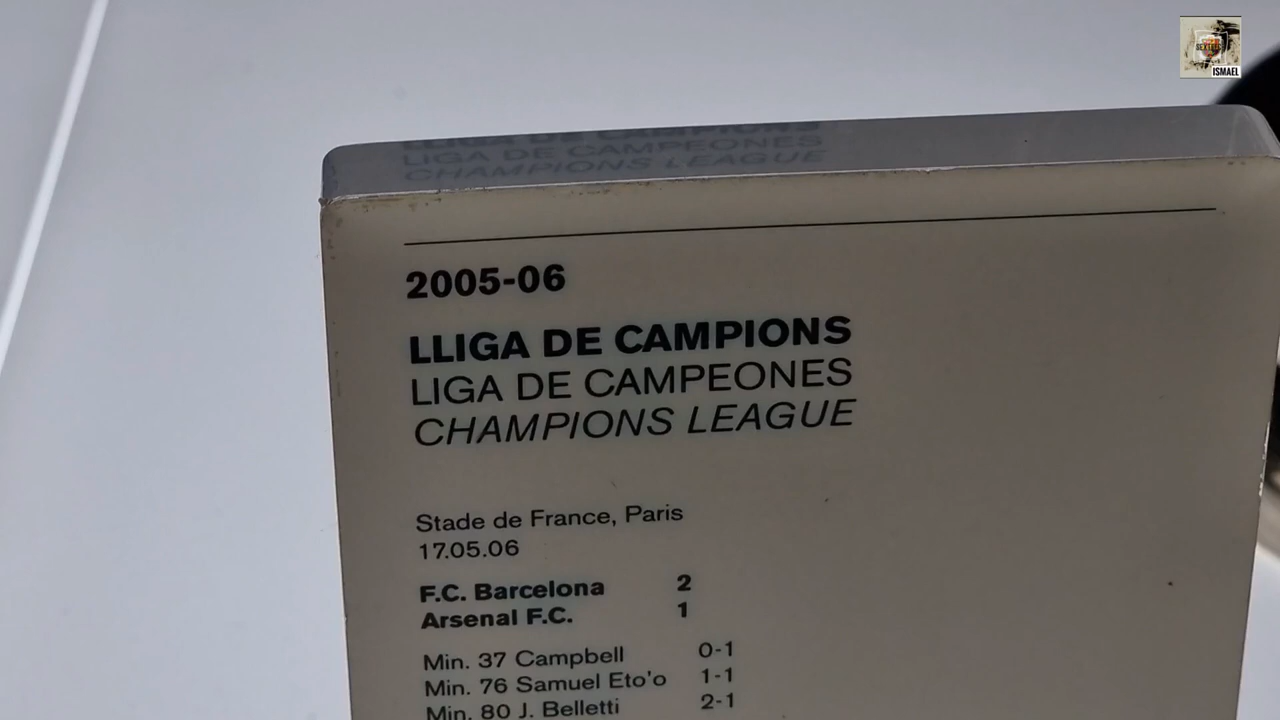 ISMAEL
2005-06
LLIGA DE CAMPIONS
LIGA DE CAMPEONES
CHAMPIONS LEAGUE
Stade de France, Paris
17.05.06
F.C. Barcelona 2
Arsenal F.C. 1
Min. 37 Campbell 0-1
Min. 76 Samuel Eto'o 1-1
Min. 80 J. Belletti 2-1